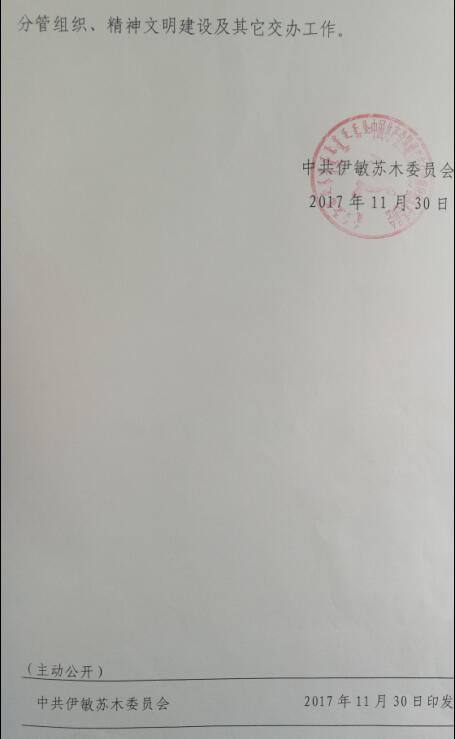 分管组织、精神文明建设及其它交办工作。
中共伊敏苏木委员会
2017年11月30日
（主动公开）
中共伊敏苏木委员会 2017年11月30日印发